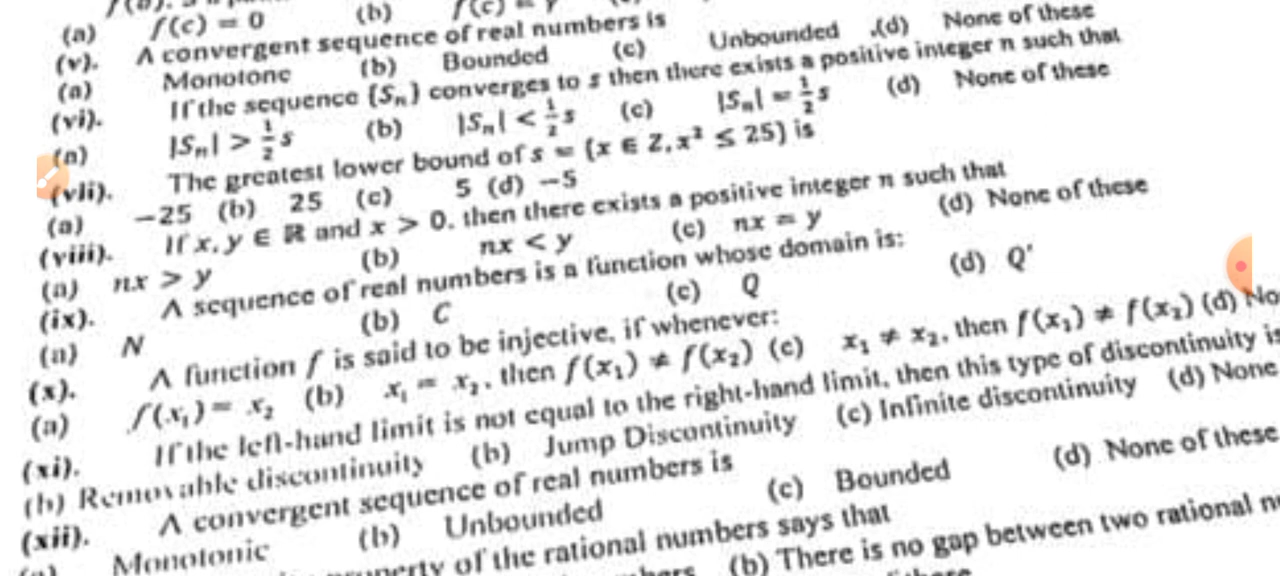 (a) f(c) = 0 (b)
(v). A convergent sequence of real numbers is
(a) Monotone (b) Bounded (c) Unbounded (d) None of these
(vi). If the sequence {Sₙ} converges to s then there exists a positive integer n such that
(a) |Sₙ| > ½s (b) |Sₙ| < ½s (c) |Sₙ| = ½s (d) None of these
(vii). The greatest lower bound of s = {x ∈ Z, x² ≤ 25} is
(a) −25 (b) 25 (c) 5 (d) −5
(viii). If x, y ∈ ℝ and x > 0, then there exists a positive integer n such that
(a) nx > y (b) nx < y (c) nx = y (d) None of these
(ix). A sequence of real numbers is a function whose domain is:
(a) N (b) C (c) Q (d) Q′
(x). A function f is said to be injective, if whenever:
(a) f(x₁) = x₂ (b) x₁ = x₂, then f(x₁) ≠ f(x₂) (c) x₁ ≠ x₂, then f(x₁) ≠ f(x₂) (d) No
(xi). If the left-hand limit is not equal to the right-hand limit, then this type of discontinuity is
(b) Removable discontinuity (b) Jump Discontinuity (c) Infinite discontinuity (d) None
(xii). A convergent sequence of real numbers is
Monotonic (b) Unbounded (c) Bounded (d) None of these
of the rational numbers says that
(b) There is no gap between two rational